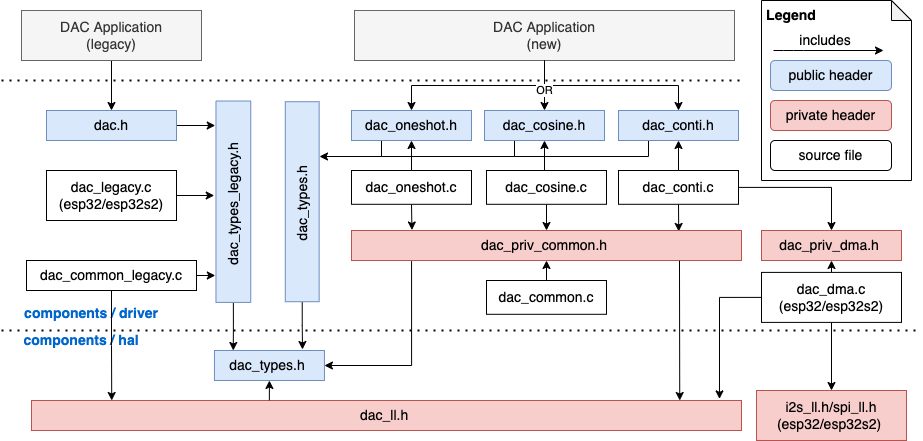 DAC Application
(legacy)
DAC Application
(new)
Legend
includes
public header
private header
source file
OR
dac.h
dac_types_legacy.h
dac_types.h
dac_oneshot.h
dac_cosine.h
dac_conti.h
dac_legacy.c
(esp32/esp32s2)
dac_oneshot.c
dac_cosine.c
dac_conti.c
dac_priv_common.h
dac_priv_dma.h
dac_common_legacy.c
dac_common.c
dac_dma.c
(esp32/esp32s2)
components / driver
components / hal
dac_types.h
dac_ll.h
i2s_ll.h/spi_ll.h
(esp32/esp32s2)